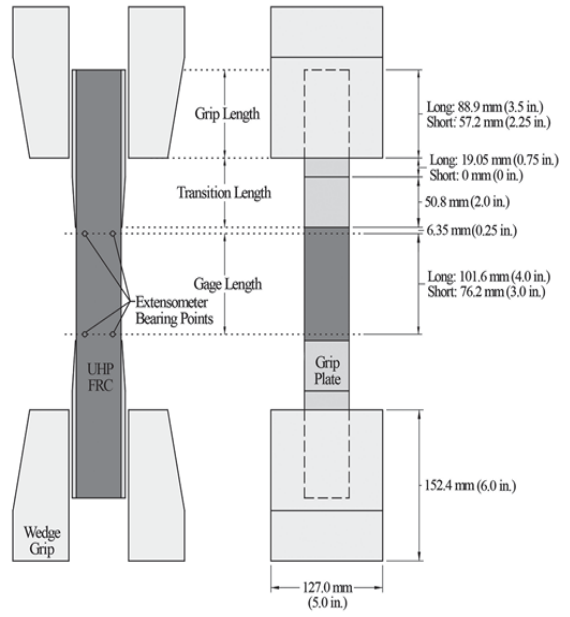 Grip Length
Transition Length
Gage Length
Extensometer
Bearing Points
UHP
FRC
Wedge
Grip
Grip
Plate
Long: 88.9 mm (3.5 in.)
Short: 57.2 mm (2.25 in.)
Long: 19.05 mm (0.75 in.)
Short: 0 mm (0 in.)
50.8 mm (2.0 in.)
6.35 mm (0.25 in.)
Long: 101.6 mm (4.0 in.)
Short: 76.2 mm (3.0 in.)
152.4 mm (6.0 in.)
127.0 mm
(5.0 in.)